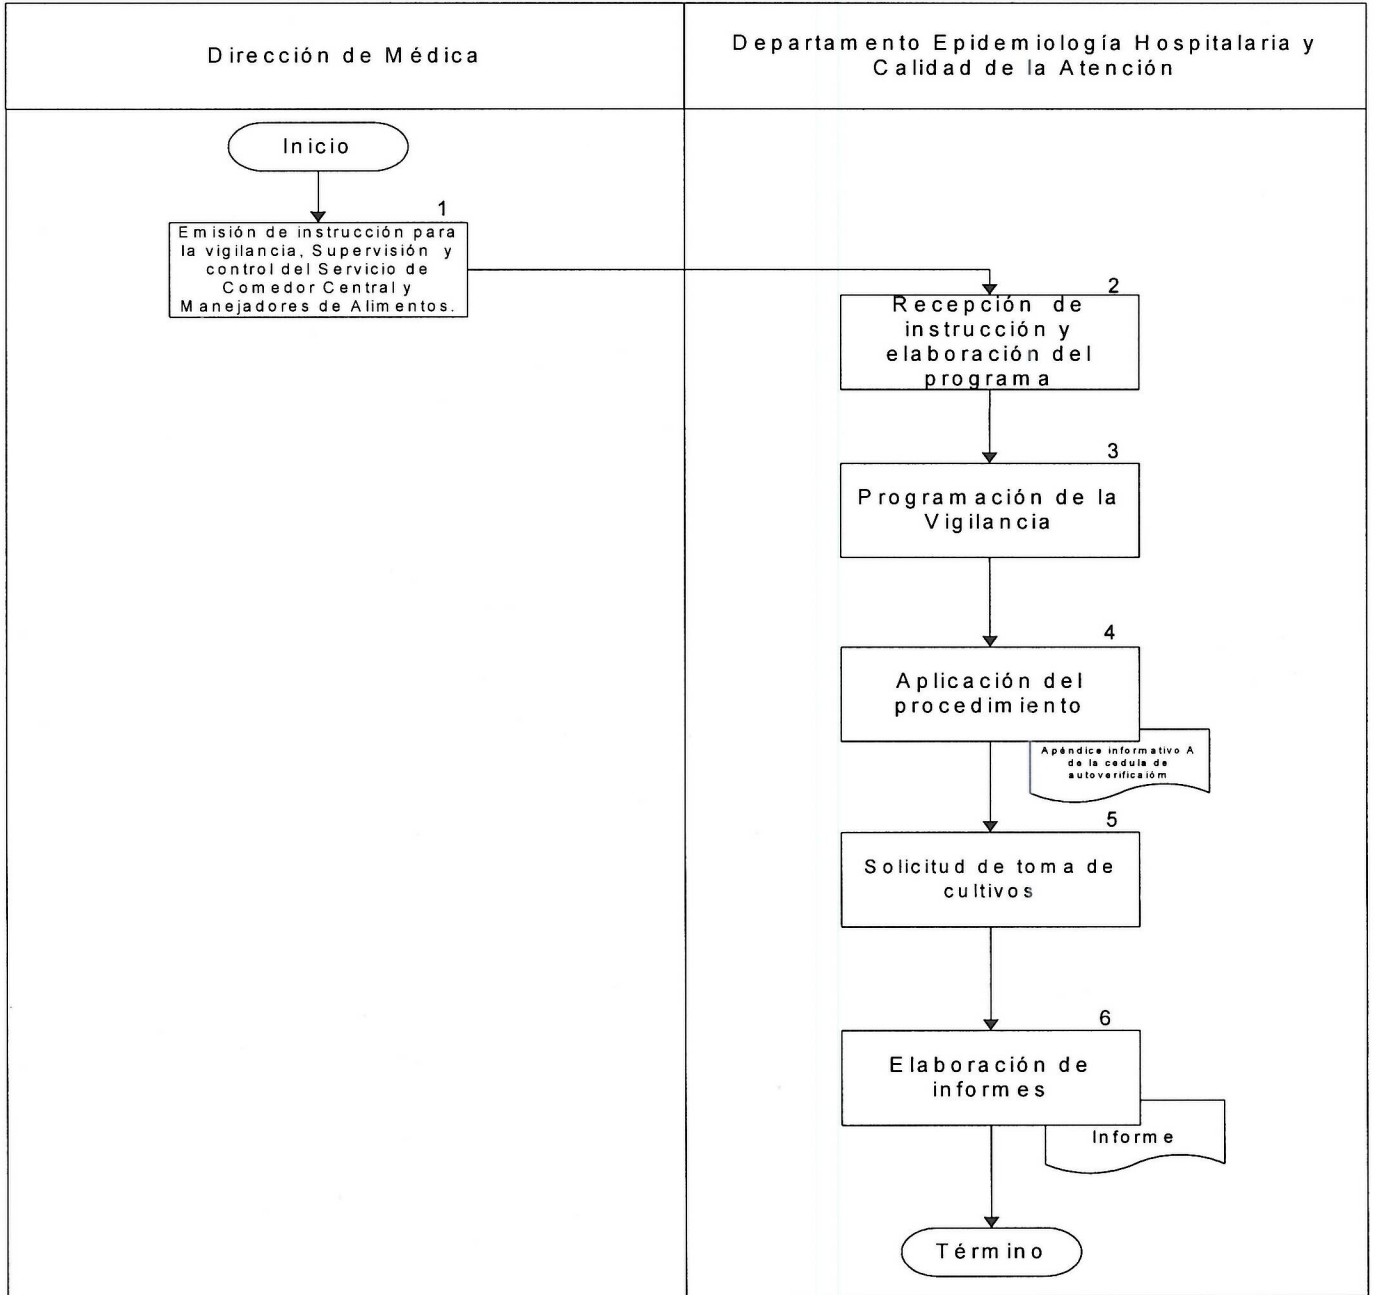 Dirección de Médica
Departamento Epidemiología Hospitalaria y
Calidad de la Atención
Inicio
1
Emisión de instrucción para
la vigilancia, Supervisión y
control del Servicio de
Comedor Central y
Manejadores de Alimentos.
2
Recepción de
instrucción y
elaboración del
programa
3
Programación de la
Vigilancia
4
Aplicación del
procedimiento
Apéndice informativo A
de la cedula de
autoverificaióm
5
Solicitud de toma de
cultivos
6
Elaboración de
informes
Informe
Término